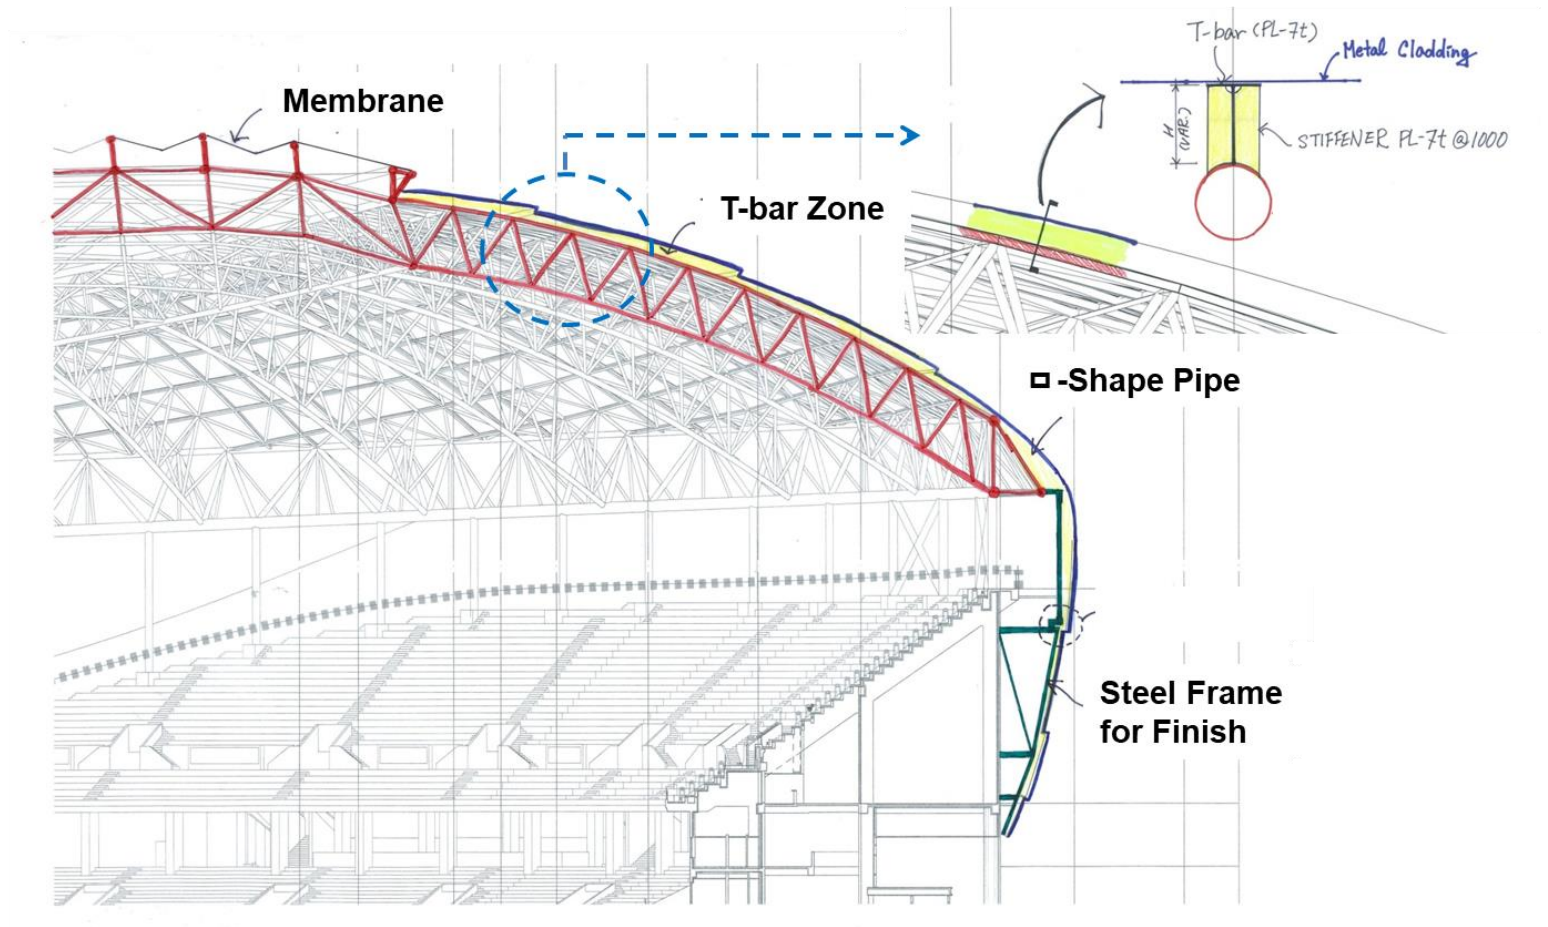 T-bar (PL-7t)
Metal Cladding
H
(VAR.)
STIFFENER PL-7t @1000
Membrane
T-bar Zone
-Shape Pipe
Steel Frame
for Finish